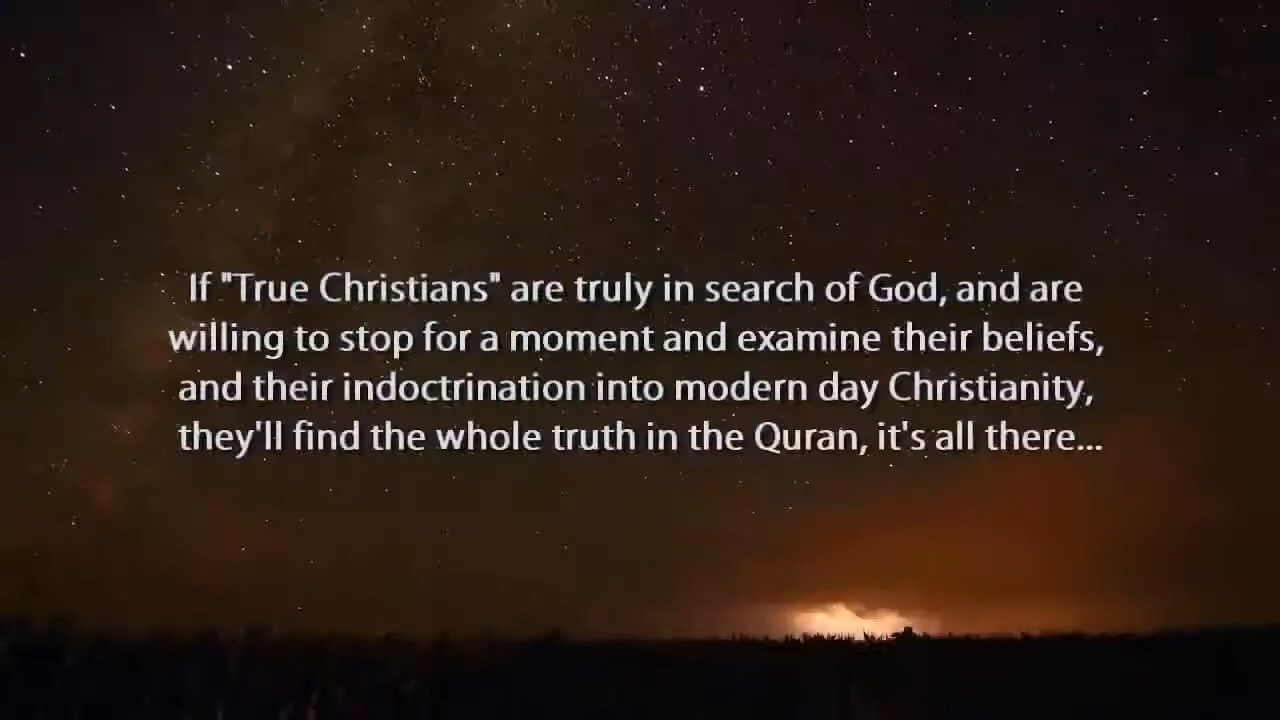 If "True Christians" are truly in search of God, and are
willing to stop for a moment and examine their beliefs,
and their indoctrination into modern day Christianity,
they'll find the whole truth in the Quran, it's all there...